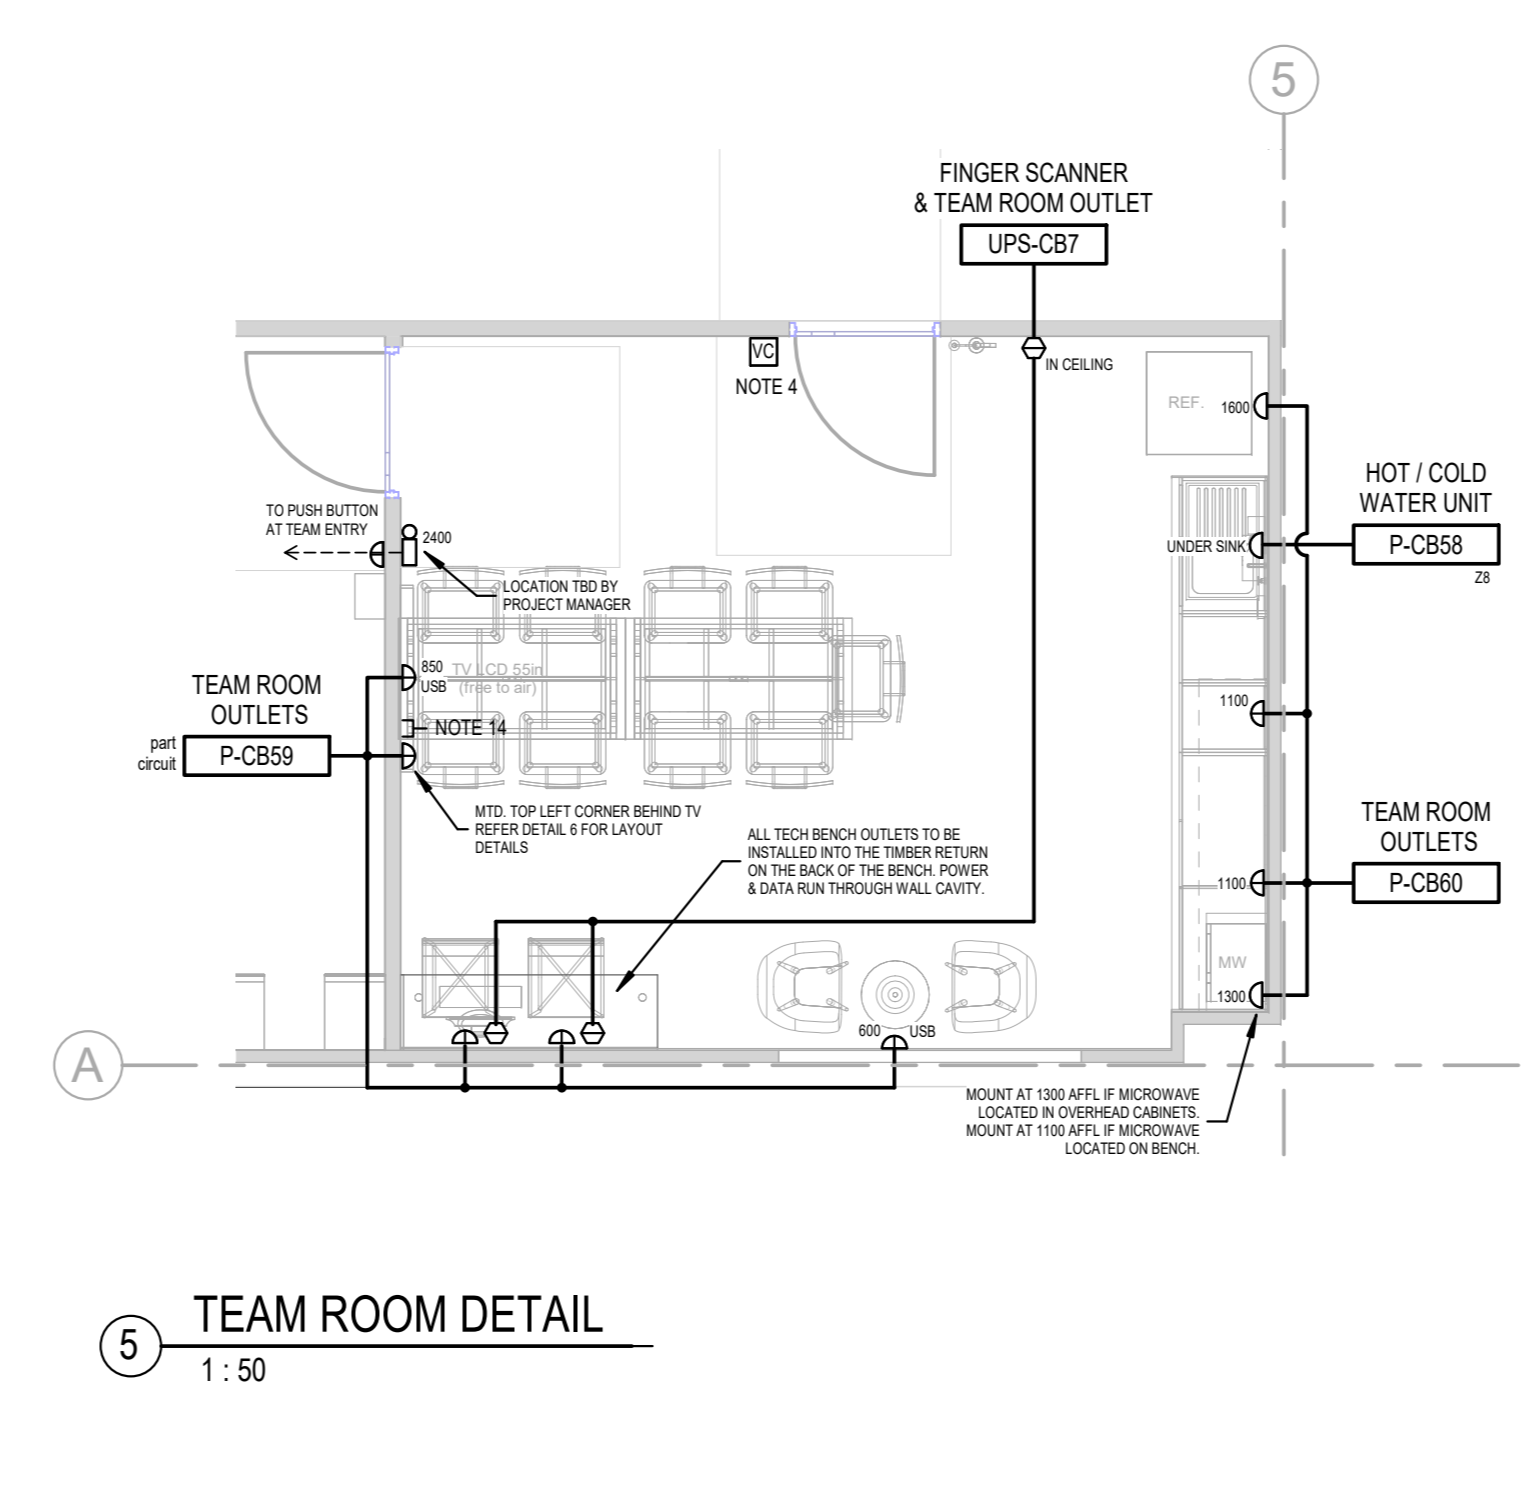 5
FINGER SCANNER
& TEAM ROOM OUTLET
UPS-CB7
IN CEILING
VC
NOTE 4
REF.
1600
HOT / COLD
WATER UNIT
P-CB58
Z8
UNDER SINK
TO PUSH BUTTON
AT TEAM ENTRY
2400
LOCATION TBD BY
PROJECT MANAGER
850
USB
TV LCD 55in
(free to air)
TEAM ROOM
OUTLETS
part
circuit
P-CB59
NOTE 14
1100
MTD. TOP LEFT CORNER BEHIND TV
REFER DETAIL 6 FOR LAYOUT
DETAILS
ALL TECH BENCH OUTLETS TO BE
INSTALLED INTO THE TIMBER RETURN
ON THE BACK OF THE BENCH. POWER
& DATA RUN THROUGH WALL CAVITY.
TEAM ROOM
OUTLETS
P-CB60
1100
MW
1300
600
USB
A
MOUNT AT 1300 AFFL IF MICROWAVE
LOCATED IN OVERHEAD CABINETS.
MOUNT AT 1100 AFFL IF MICROWAVE
LOCATED ON BENCH.
5
TEAM ROOM DETAIL
1 : 50